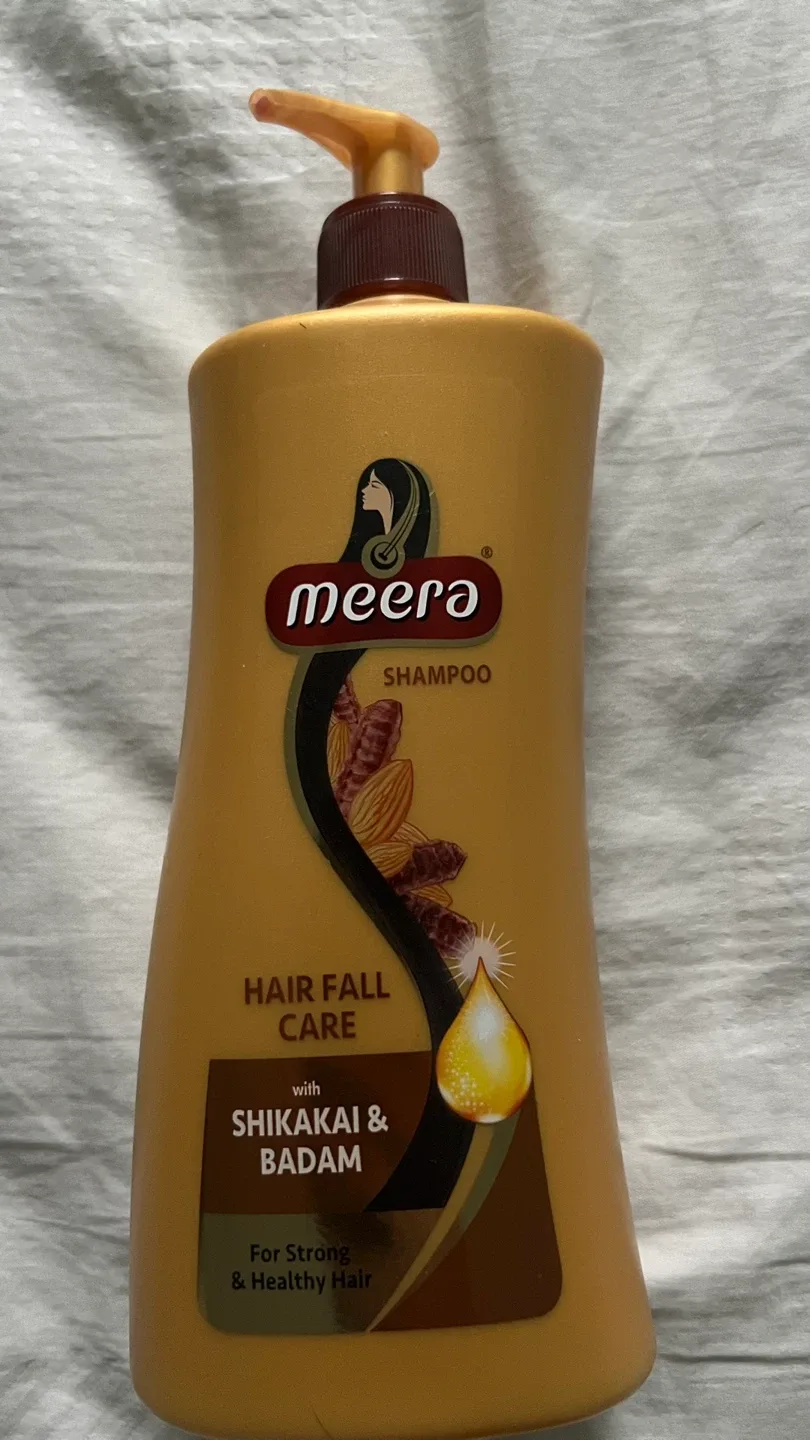 meera®
SHAMPOO
HAIR FALL
CARE
with
SHIKAKAI &
BADAM
For Strong
& Healthy Hair